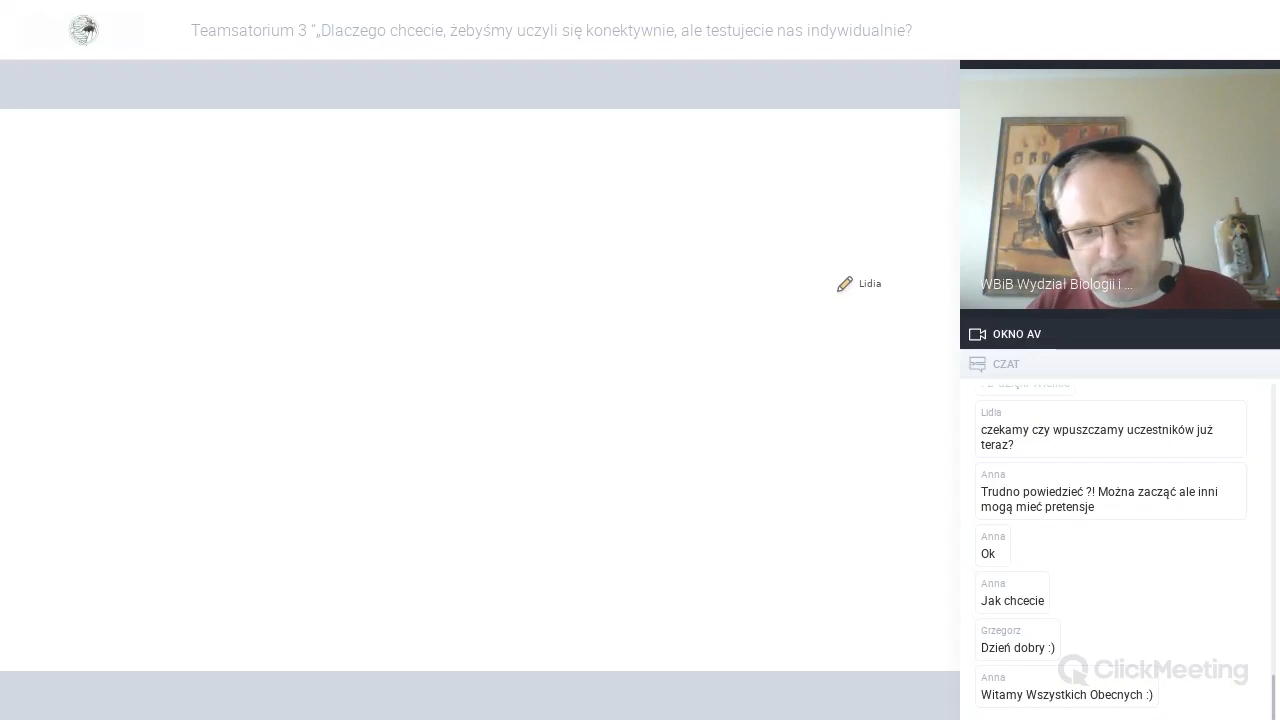 Teamsatorium 3 "„Dlaczego chcecie, żebyśmy uczyli się konektywnie, ale testujecie nas indywidualnie?
Lidia
WBiB Wydział Biologii i ...
OKNO AV
CZAT
Lidia
czekamy czy wpuszczamy uczestników już
teraz?
Anna
Trudno powiedzieć ?! Można zacząć ale inni
mogą mieć pretensje
Anna
Ok
Anna
Jak chcecie
Grzegorz
Dzień dobry :)
ClickMeeting
Anna
Witamy Wszystkich Obecnych :)